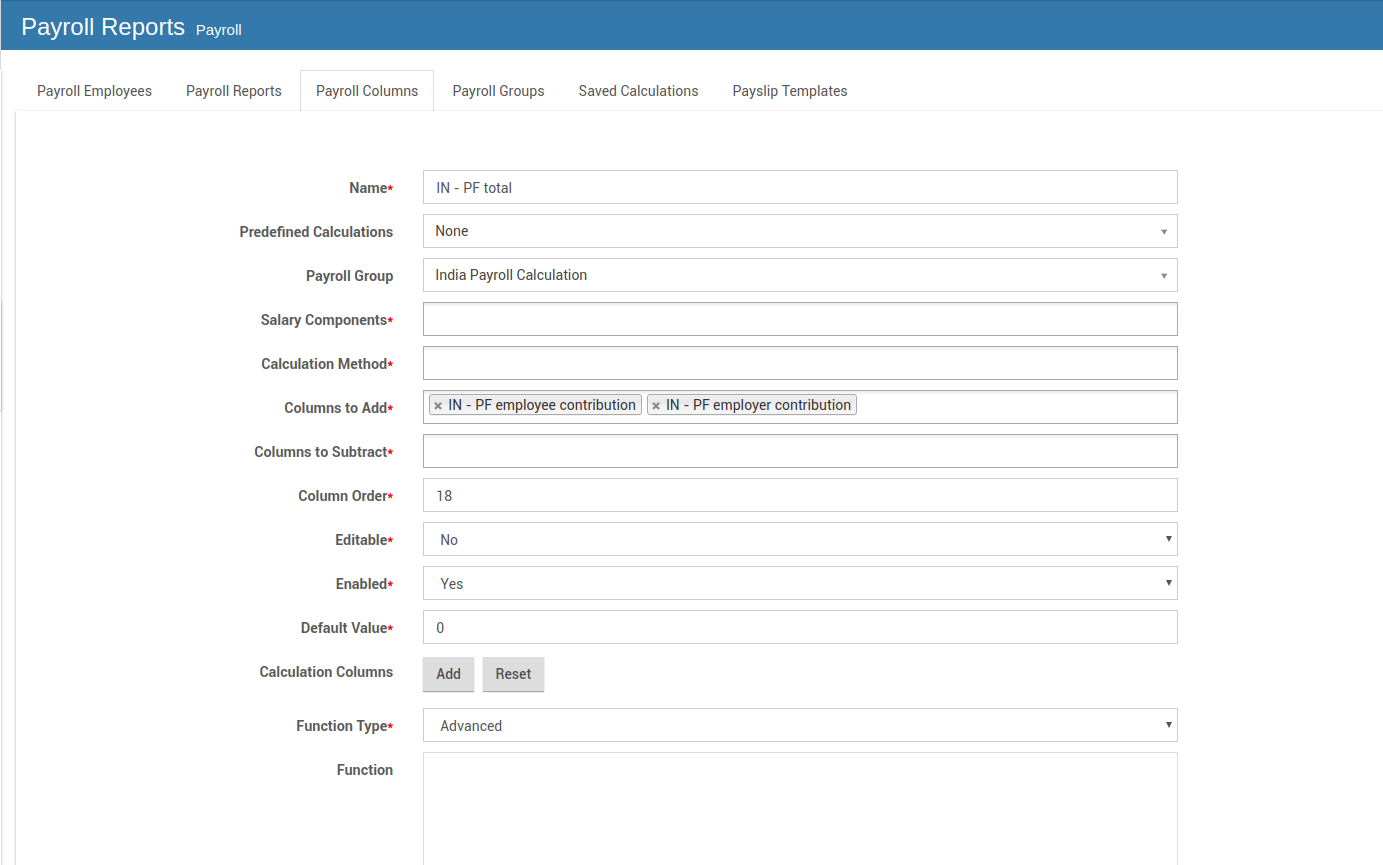 Payroll Reports Payroll
Payroll Employees Payroll Reports Payroll Columns Payroll Groups Saved Calculations Payslip Templates
Name* IN - PF total
Predefined Calculations None
Payroll Group India Payroll Calculation
Salary Components*
Calculation Method*
Columns to Add* × IN - PF employee contribution × IN - PF employer contribution
Columns to Subtract*
Column Order* 18
Editable* No
Enabled* Yes
Default Value* 0
Calculation Columns Add Reset
Function Type* Advanced
Function